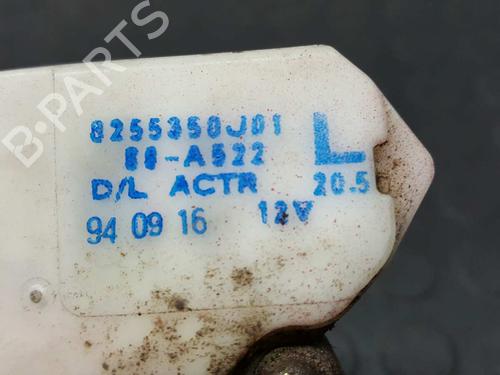 8255350J01
88-A522
L
D/L ACTR 20.5
94 09 16 12V
B-PARTS